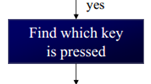 yes
Find which key
is pressed